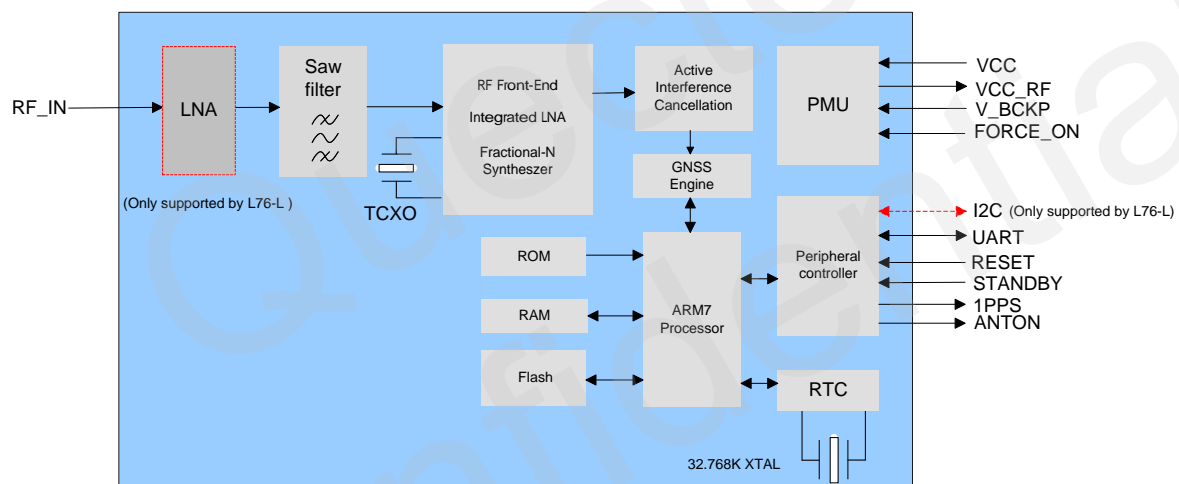 RF_IN
LNA
(Only supported by L76-L )
Saw
filter
TCXO
RF Front-End
Integrated LNA
Fractional-N
Syntheszer
Active
Interference
Cancellation
GNSS
Engine
PMU
VCC
VCC_RF
V_BCKP
FORCE_ON
I2C (Only supported by L76-L)
UART
RESET
STANDBY
1PPS
ANTON
Peripheral
controller
ROM
RAM
Flash
ARM7
Processor
RTC
32.768K XTAL
Quectel
Confidential